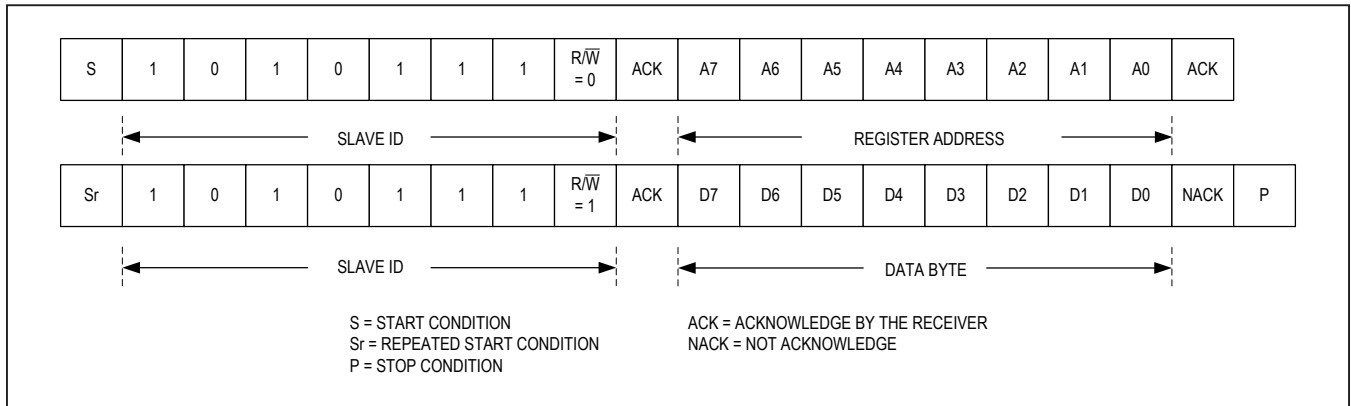 S 1 0 1 0 1 1 1 R/W̅ = 0 ACK A7 A6 A5 A4 A3 A2 A1 A0 ACK
SLAVE ID REGISTER ADDRESS
Sr 1 0 1 0 1 1 1 R/W̅ = 1 ACK D7 D6 D5 D4 D3 D2 D1 D0 NACK P
SLAVE ID DATA BYTE
S = START CONDITION
Sr = REPEATED START CONDITION
P = STOP CONDITION
ACK = ACKNOWLEDGE BY THE RECEIVER
NACK = NOT ACKNOWLEDGE